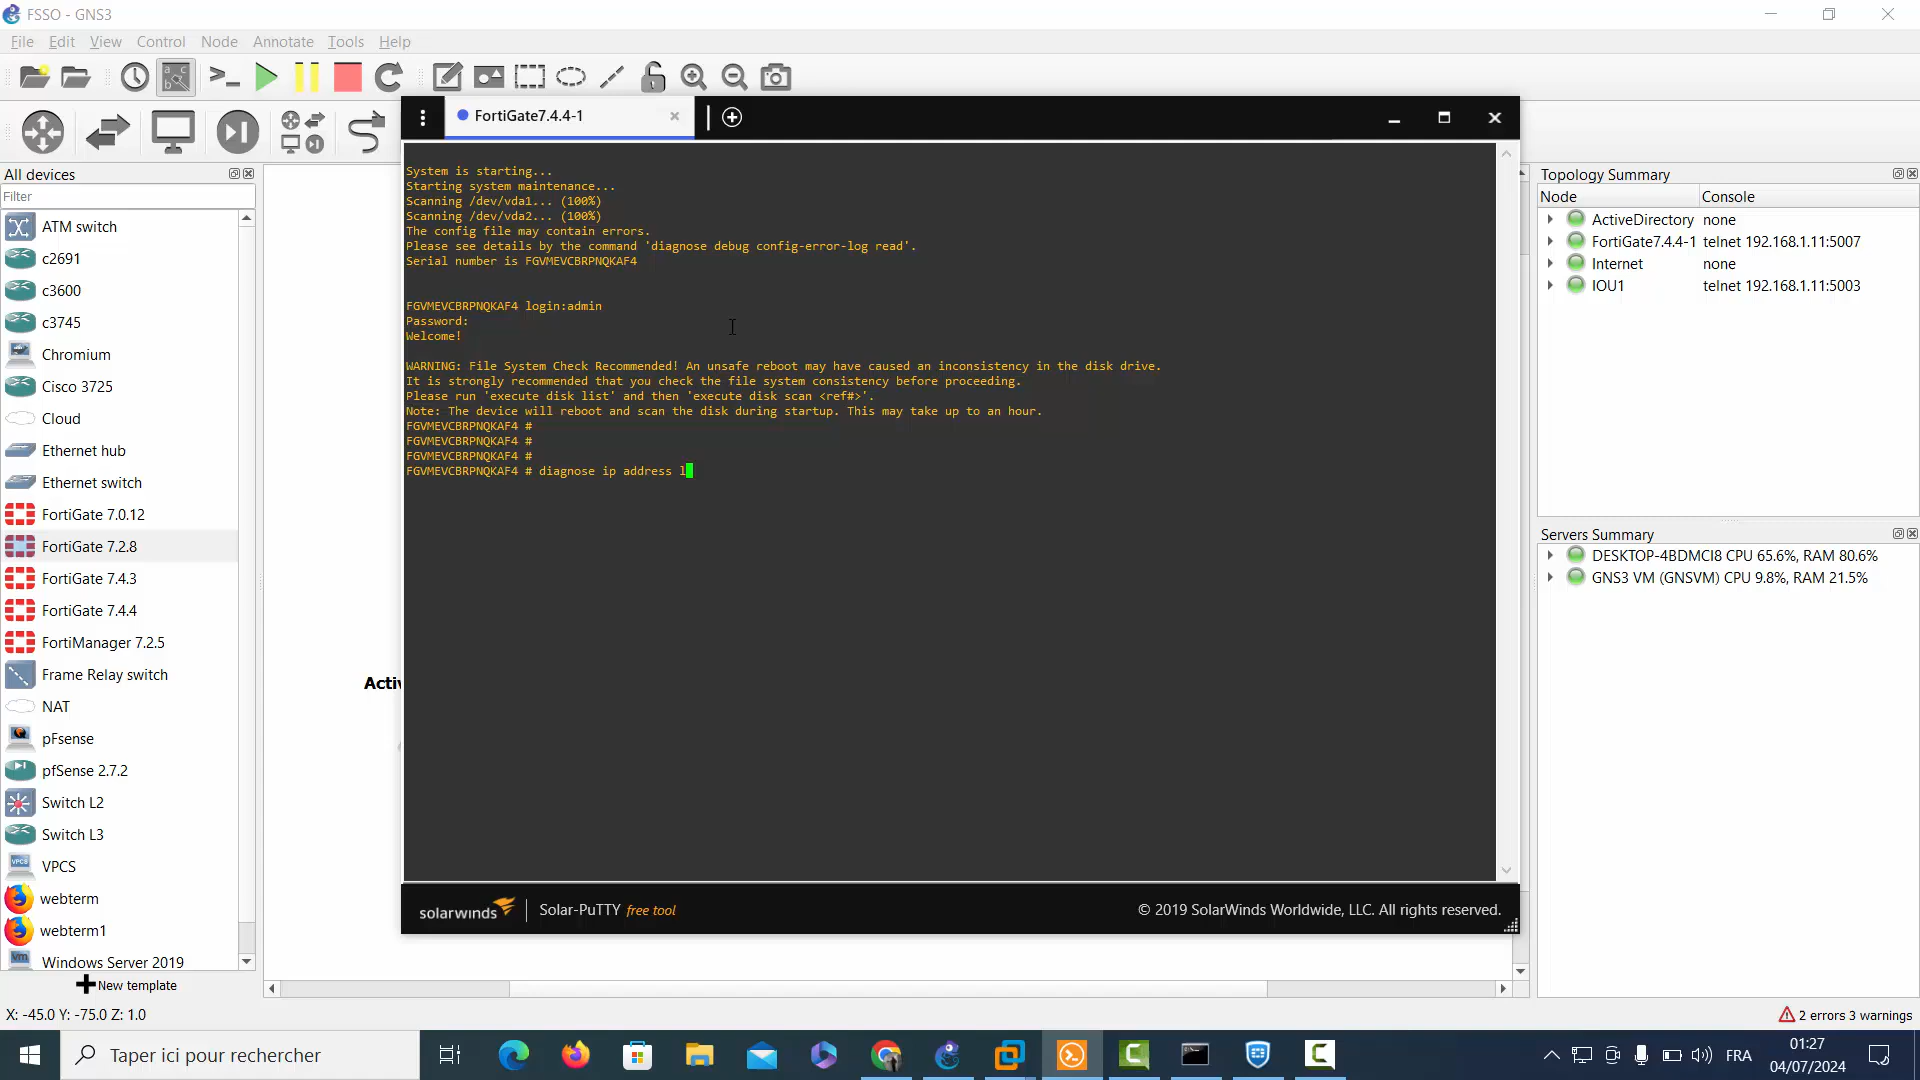 FSSO - GNS3
File Edit View Control Node Annotate Tools Help
All devices
Filter
ATM switch
c2691
c3600
c3745
Chromium
Cisco 3725
Cloud
Ethernet hub
Ethernet switch
FortiGate 7.0.12
FortiGate 7.2.8
FortiGate 7.4.3
FortiGate 7.4.4
FortiManager 7.2.5
Frame Relay switch
NAT
pFsense
pfSense 2.7.2
Switch L2
Switch L3
VPCS
webterm
webterm1
Windows Server 2019
New template
X: -45.0 Y: -75.0 Z: 1.0
Activ
FortiGate7.4.4-1
System is starting...
Starting system maintenance...
Scanning /dev/vda1... (100%)
Scanning /dev/vda2... (100%)
The config file may contain errors.
Please see details by the command 'diagnose debug config-error-log read'.
Serial number is FGVMEVCBRPNQKAF4
FGVMEVCBRPNQKAF4 login:admin
Password:
Welcome!
WARNING: File System Check Recommended! An unsafe reboot may have caused an inconsistency in the disk drive.
It is strongly recommended that you check the file system consistency before proceeding.
Please run 'execute disk list' and then 'execute disk scan <ref#>'.
Note: The device will reboot and scan the disk during startup. This may take up to an hour.
FGVMEVCBRPNQKAF4 #
FGVMEVCBRPNQKAF4 #
FGVMEVCBRPNQKAF4 #
FGVMEVCBRPNQKAF4 # diagnose ip address l
solarwinds Solar-PuTTY free tool
© 2019 SolarWinds Worldwide, LLC. All rights reserved.
Topology Summary
Node Console
ActiveDirectory none
FortiGate7.4.4-1 telnet 192.168.1.11:5007
Internet none
IOU1 telnet 192.168.1.11:5003
Servers Summary
DESKTOP-4BDMCI8 CPU 65.6%, RAM 80.6%
GNS3 VM (GNSVM) CPU 9.8%, RAM 21.5%
2 errors 3 warnings
Taper ici pour rechercher
FRA
01:27
04/07/2024